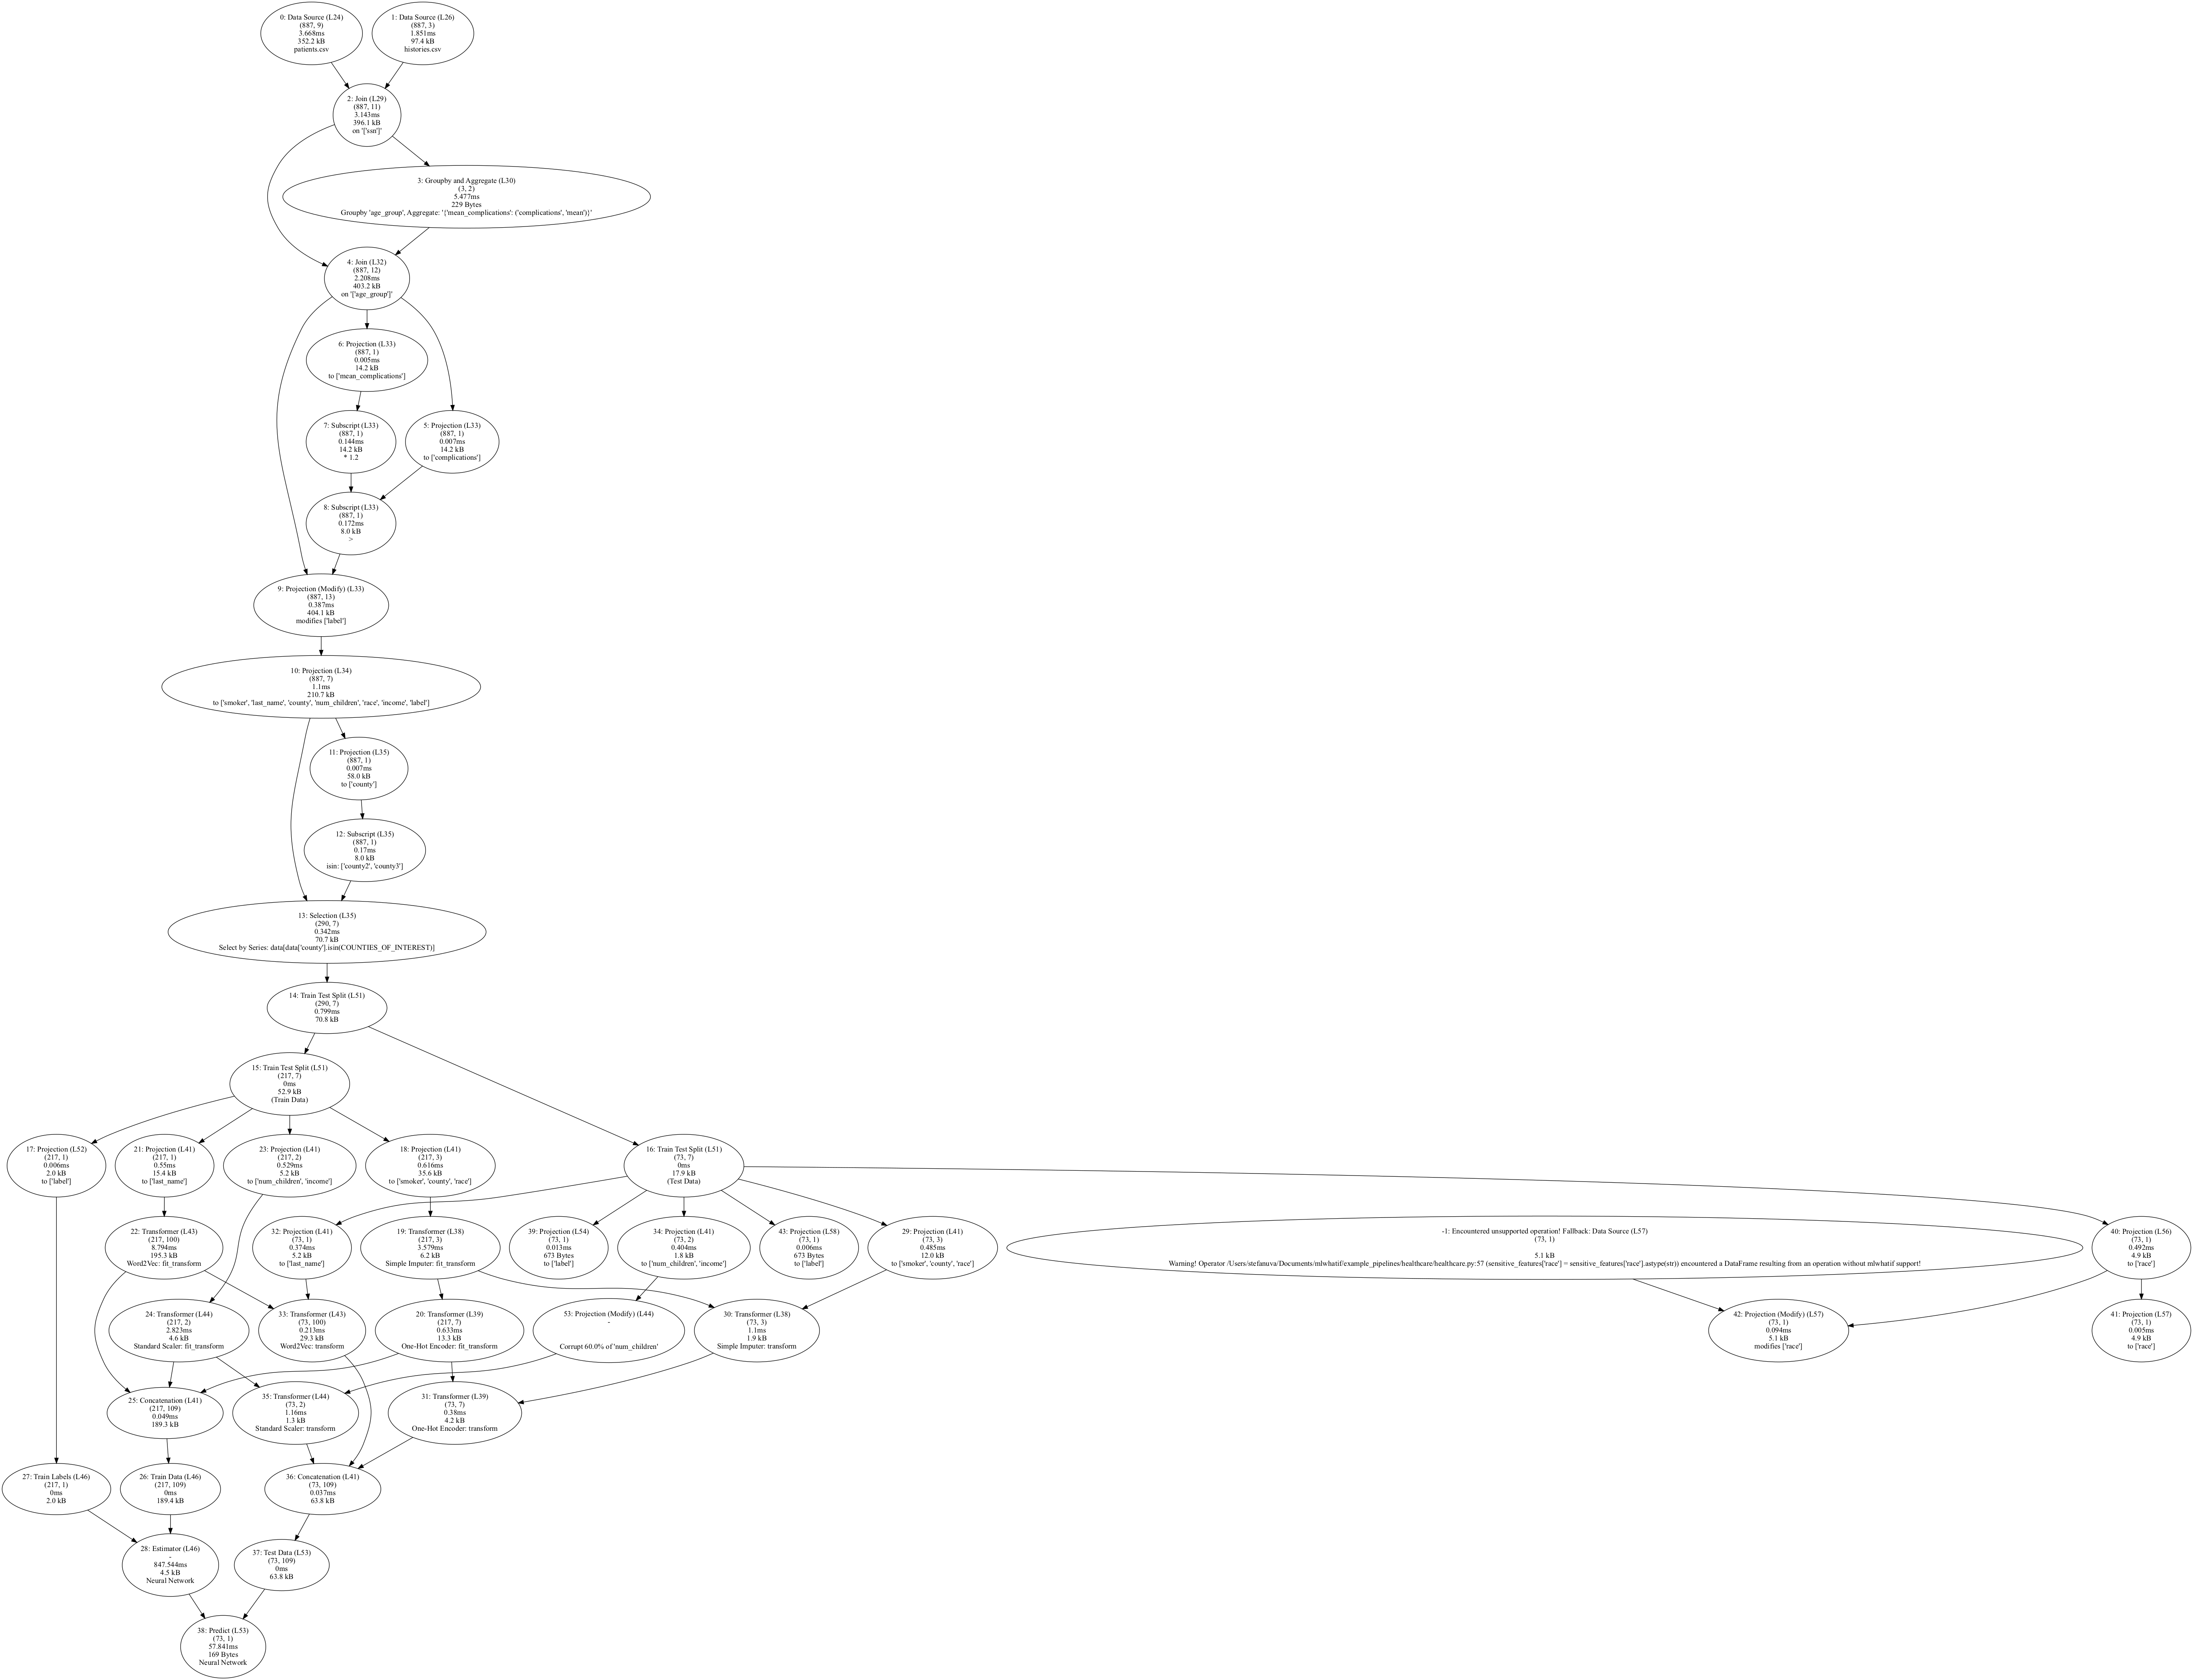 0: Data Source (L24)
(887, 9)
3.668ms
352.2 kB
patients.csv
1: Data Source (L26)
(887, 3)
1.851ms
97.4 kB
histories.csv
2: Join (L29)
(887, 11)
3.143ms
396.1 kB
on '['ssn']'
3: Groupby and Aggregate (L30)
(3, 2)
5.477ms
229 Bytes
Groupby 'age_group', Aggregate: '{'mean_complications': ('complications', 'mean')}'
4: Join (L32)
(887, 12)
2.208ms
403.2 kB
on '['age_group']'
6: Projection (L33)
(887, 1)
0.005ms
14.2 kB
to ['mean_complications']
7: Subscript (L33)
(887, 1)
0.144ms
14.2 kB
* 1.2
5: Projection (L33)
(887, 1)
0.007ms
14.2 kB
to ['complications']
8: Subscript (L33)
(887, 1)
0.172ms
8.0 kB
>
9: Projection (Modify) (L33)
(887, 13)
0.387ms
404.1 kB
modifies ['label']
10: Projection (L34)
(887, 7)
1.1ms
210.7 kB
to ['smoker', 'last_name', 'county', 'num_children', 'race', 'income', 'label']
11: Projection (L35)
(887, 1)
0.007ms
58.0 kB
to ['county']
12: Subscript (L35)
(887, 1)
0.17ms
8.0 kB
isin: ['county2', 'county3']
13: Selection (L35)
(290, 7)
0.342ms
70.7 kB
Select by Series: data[data['county'].isin(COUNTIES_OF_INTEREST)]
14: Train Test Split (L51)
(290, 7)
0.799ms
70.8 kB
15: Train Test Split (L51)
(217, 7)
0ms
52.9 kB
(Train Data)
17: Projection (L52)
(217, 1)
0.006ms
2.0 kB
to ['label']
21: Projection (L41)
(217, 1)
0.55ms
15.4 kB
to ['last_name']
23: Projection (L41)
(217, 2)
0.529ms
5.2 kB
to ['num_children', 'income']
18: Projection (L41)
(217, 3)
0.616ms
35.6 kB
to ['smoker', 'county', 'race']
16: Train Test Split (L51)
(73, 7)
0ms
17.9 kB
(Test Data)
22: Transformer (L43)
(217, 100)
8.794ms
195.3 kB
Word2Vec: fit_transform
32: Projection (L41)
(73, 1)
0.374ms
5.2 kB
to ['last_name']
19: Transformer (L38)
(217, 3)
3.579ms
6.2 kB
Simple Imputer: fit_transform
39: Projection (L54)
(73, 1)
0.013ms
673 Bytes
to ['label']
34: Projection (L41)
(73, 2)
0.404ms
1.8 kB
to ['num_children', 'income']
43: Projection (L58)
(73, 1)
0.006ms
673 Bytes
to ['label']
29: Projection (L41)
(73, 3)
0.485ms
12.0 kB
to ['smoker', 'county', 'race']
-1: Encountered unsupported operation! Fallback: Data Source (L57)
(73, 1)
5.1 kB
Warning! Operator /Users/stefanuva/Documents/mlwhatif/example_pipelines/healthcare/healthcare.py:57 (sensitive_features['race'] = sensitive_features['race'].astype(str)) encountered a DataFrame resulting from an operation without mlwhatif support!
40: Projection (L56)
(73, 1)
0.492ms
4.9 kB
to ['race']
24: Transformer (L44)
(217, 2)
2.823ms
4.6 kB
Standard Scaler: fit_transform
33: Transformer (L43)
(73, 100)
0.213ms
29.3 kB
Word2Vec: transform
20: Transformer (L39)
(217, 7)
0.633ms
13.3 kB
One-Hot Encoder: fit_transform
53: Projection (Modify) (L44)
-
Corrupt 60.0% of 'num_children'
30: Transformer (L38)
(73, 3)
1.1ms
1.9 kB
Simple Imputer: transform
42: Projection (Modify) (L57)
(73, 1)
0.094ms
5.1 kB
modifies ['race']
41: Projection (L57)
(73, 1)
0.005ms
4.9 kB
to ['race']
25: Concatenation (L41)
(217, 109)
0.049ms
189.3 kB
35: Transformer (L44)
(73, 2)
1.16ms
1.3 kB
Standard Scaler: transform
31: Transformer (L39)
(73, 7)
0.38ms
4.2 kB
One-Hot Encoder: transform
27: Train Labels (L46)
(217, 1)
0ms
2.0 kB
26: Train Data (L46)
(217, 109)
0ms
189.4 kB
36: Concatenation (L41)
(73, 109)
0.037ms
63.8 kB
28: Estimator (L46)
-
847.544ms
4.5 kB
Neural Network
37: Test Data (L53)
(73, 109)
0ms
63.8 kB
38: Predict (L53)
(73, 1)
57.841ms
169 Bytes
Neural Network